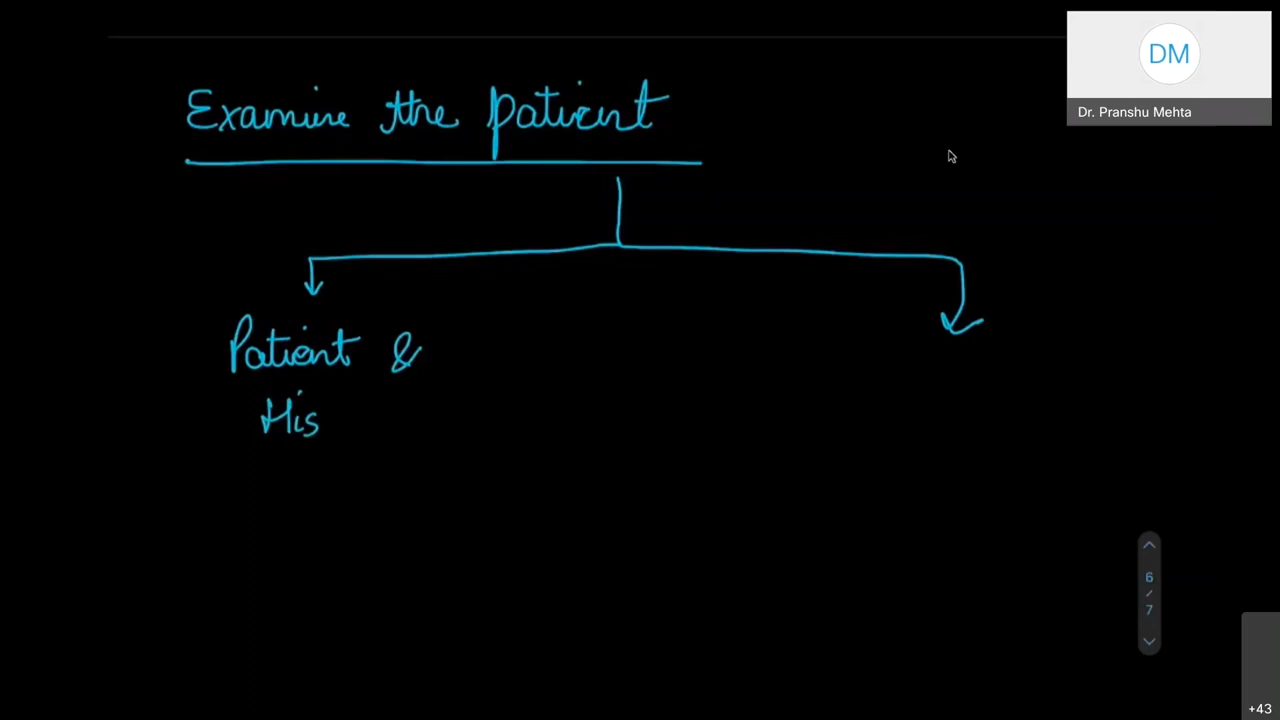 DM
Dr. Pranshu Mehta
Examine the patient
Patient &
His
6
/
7
+43